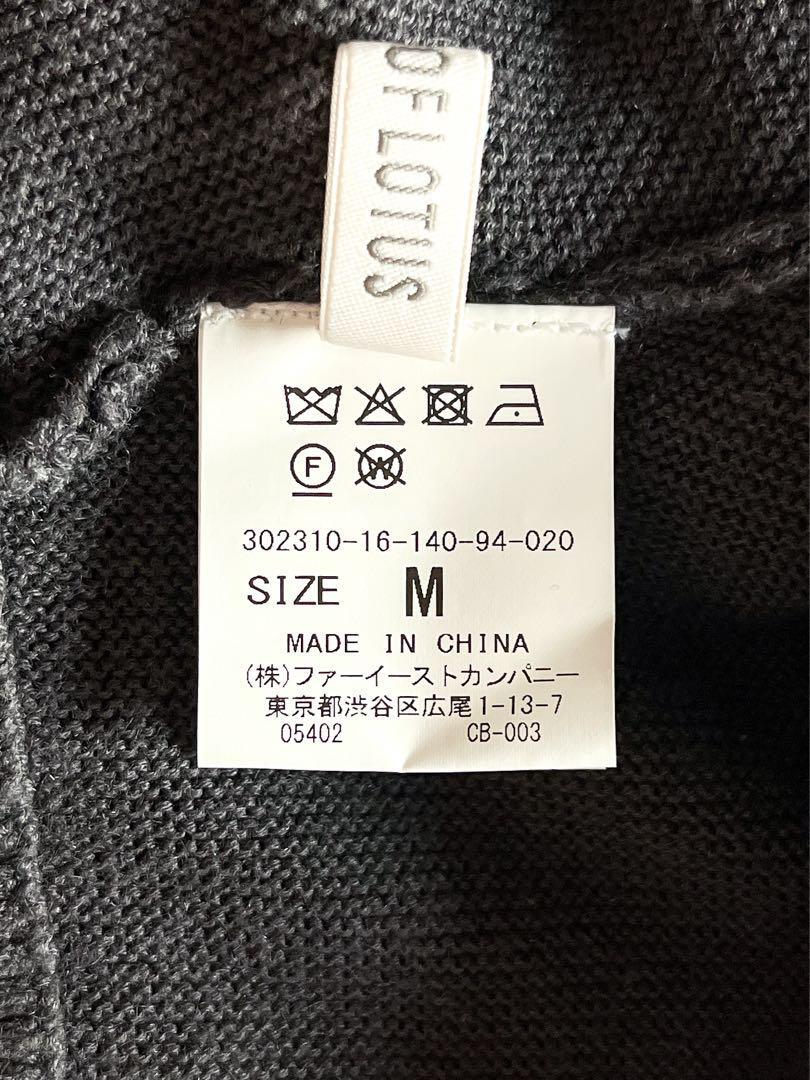 OF LOTUS
F
W
302310-16-140-94-020
SIZE M
MADE IN CHINA
(株)ファーイーストカンパニー
東京都渋谷区広尾1-13-7
05402 CB-003